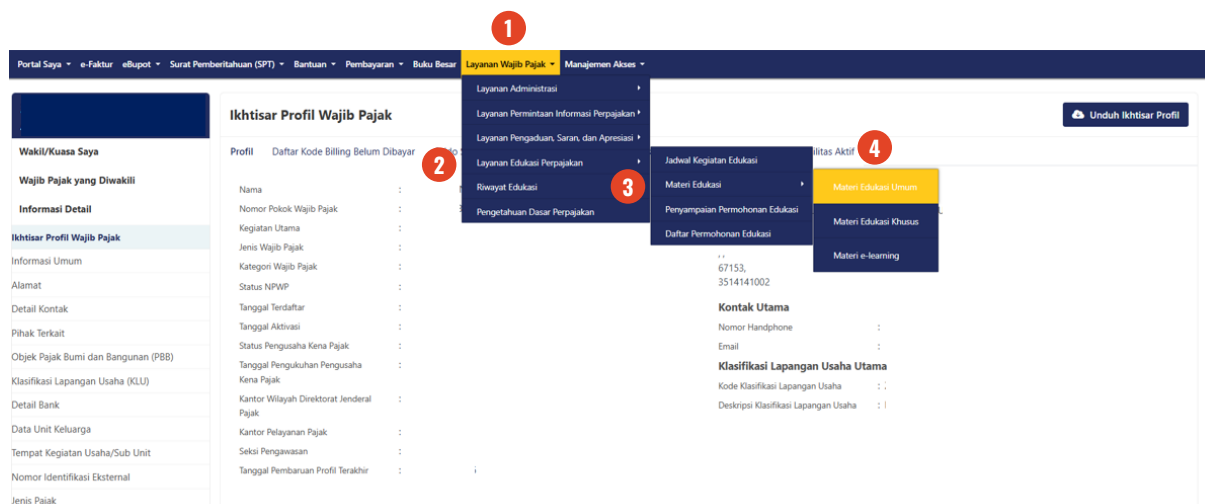 1
Portal Saya e-Faktur eBupot Surat Pemberitahuan (SPT) Bantuan Pembayaran Buku Besar Layanan Wajib Pajak Manajemen Akses
Layanan Administrasi
Layanan Permintaan Informasi Perpajakan
Layanan Pengaduan, Saran, dan Apresiasi
Layanan Edukasi Perpajakan
Riwayat Edukasi
Pengetahuan Dasar Perpajakan
2
3
4
Jadwal Kegiatan Edukasi
Materi Edukasi
Penyampaian Permohonan Edukasi
Daftar Permohonan Edukasi
Materi Edukasi Umum
Materi Edukasi Khusus
Materi e-learning
Wakil/Kuasa Saya
Wajib Pajak yang Diwakili
Informasi Detail
Ikhtisar Profil Wajib Pajak
Informasi Umum
Alamat
Detail Kontak
Pihak Terkait
Objek Pajak Bumi dan Bangunan (PBB)
Klasifikasi Lapangan Usaha (KLU)
Detail Bank
Data Unit Keluarga
Tempat Kegiatan Usaha/Sub Unit
Nomor Identifikasi Eksternal
Jenis Pajak
Ikhtisar Profil Wajib Pajak
Unduh Ikhtisar Profil
Profil Daftar Kode Billing Belum Dibayar
Aktif
Nama :
Nomor Pokok Wajib Pajak :
Kegiatan Utama :
Jenis Wajib Pajak :
Kategori Wajib Pajak :
Status NPWP :
Tanggal Terdaftar :
Tanggal Aktivasi :
Status Pengusaha Kena Pajak :
Tanggal Pengukuhan Pengusaha :
Kena Pajak
Kantor Wilayah Direktorat Jenderal :
Pajak
Kantor Pelayanan Pajak :
Seksi Pengawasan :
Tanggal Pembaruan Profil Terakhir :
67153,
3514141002
Kontak Utama
Nomor Handphone :
Email :
Klasifikasi Lapangan Usaha Utama
Kode Klasifikasi Lapangan Usaha :
Deskripsi Klasifikasi Lapangan Usaha :